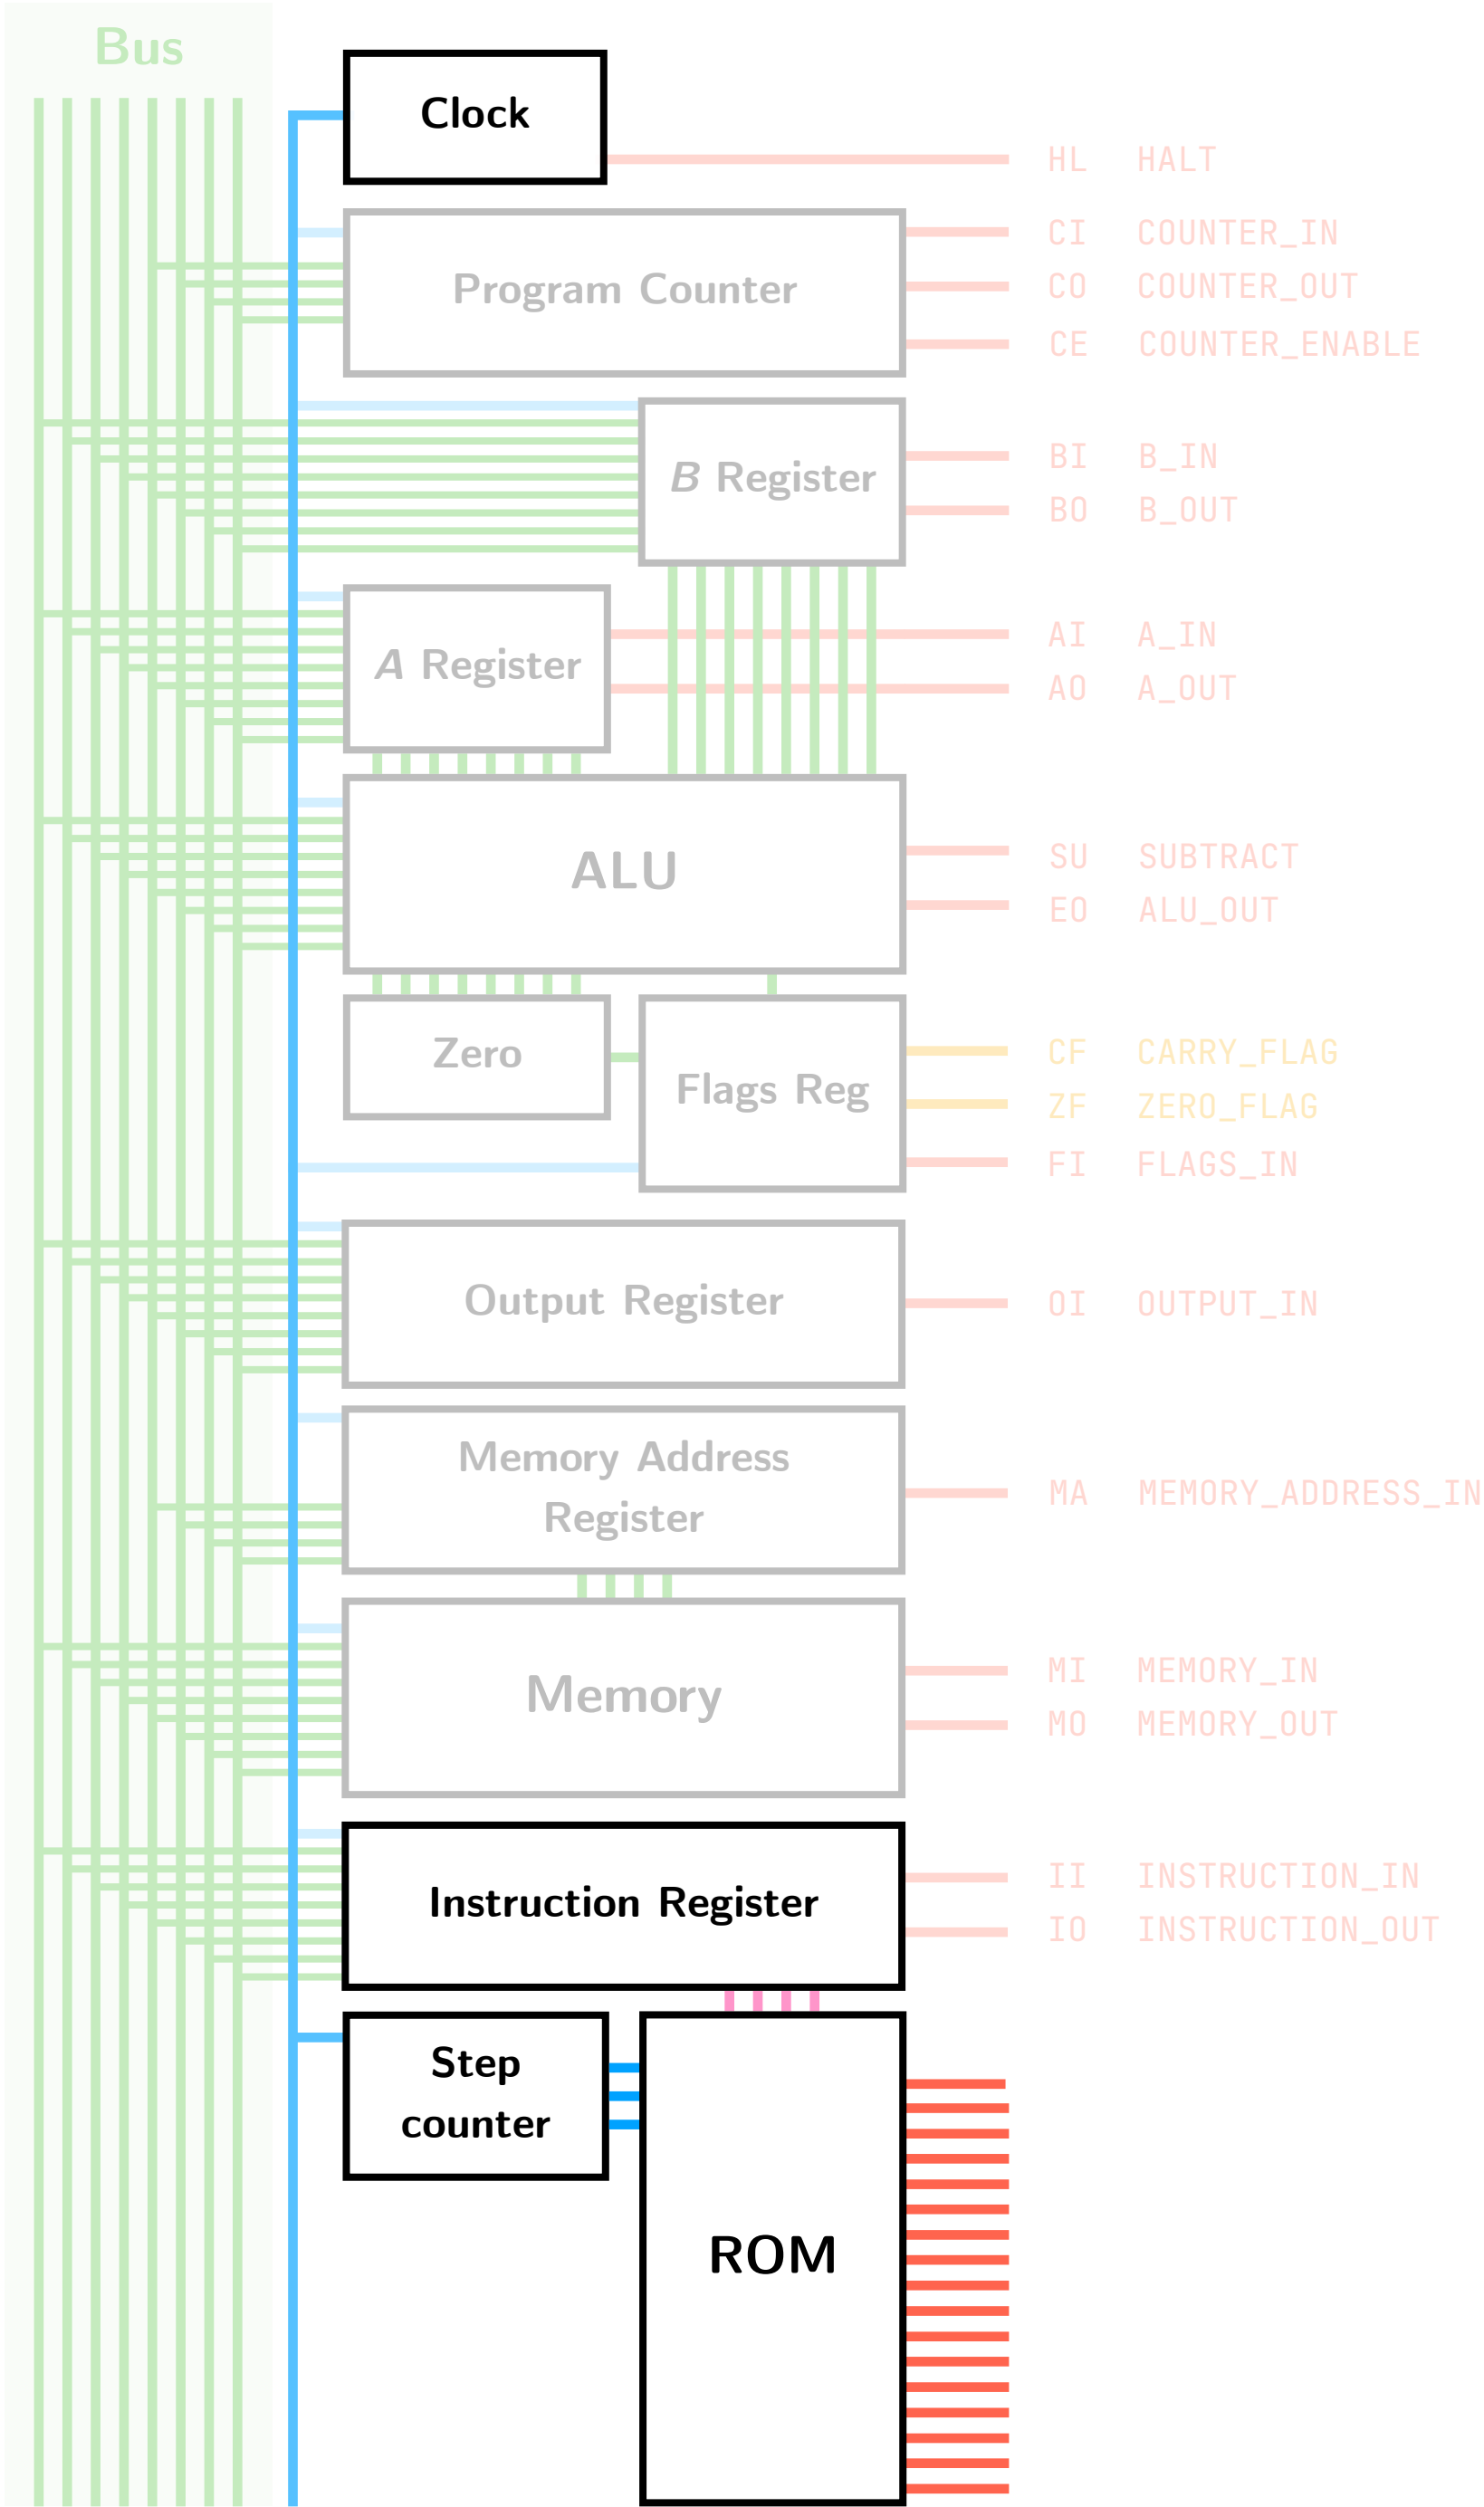 Bus
Clock
HL HALT
CI COUNTER_IN
Program Counter
CO COUNTER_OUT
CE COUNTER_ENABLE
B Register
BI B_IN
BO B_OUT
A Register
AI A_IN
AO A_OUT
ALU
SU SUBTRACT
EO ALU_OUT
Zero
Flags Reg
CF CARRY_FLAG
ZF ZERO_FLAG
FI FLAGS_IN
Output Register
OI OUTPUT_IN
Memory Address
Register
MA MEMORY_ADDRESS_IN
Memory
MI MEMORY_IN
MO MEMORY_OUT
Instruction Register
II INSTRUCTION_IN
IO INSTRUCTION_OUT
Step
counter
ROM